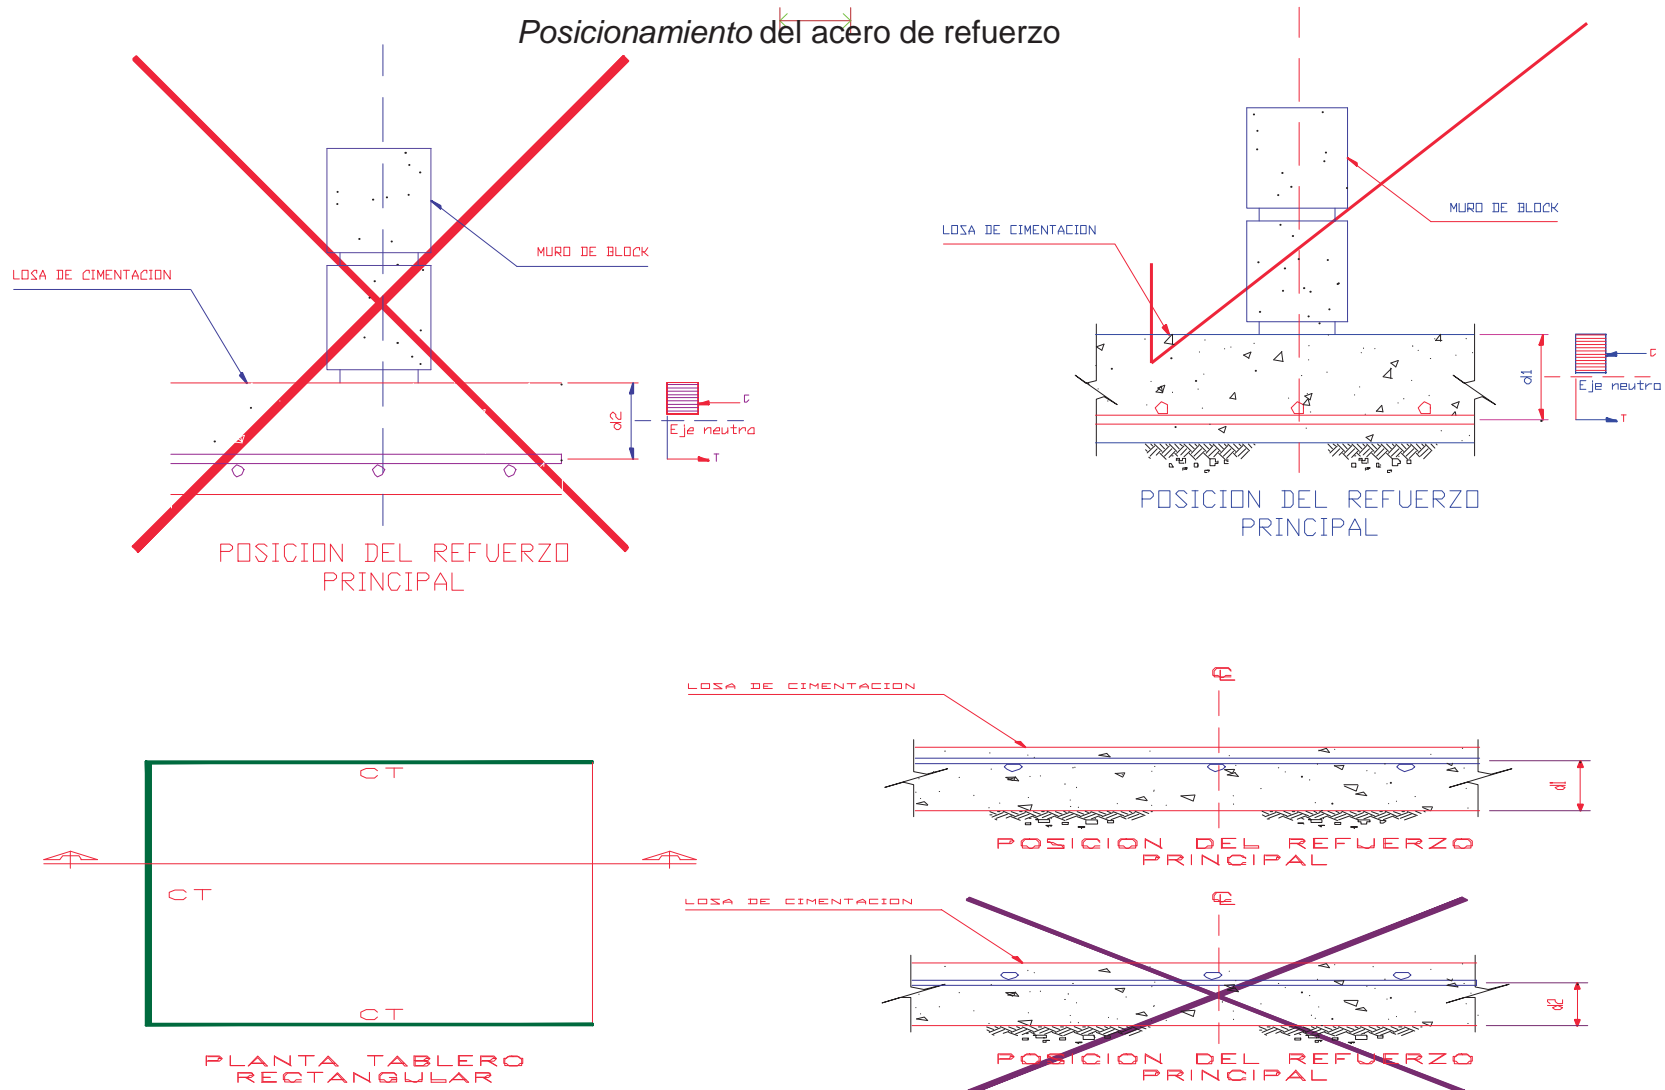 Posicionamiento del acero de refuerzo
LOSA DE CIMENTACION
MURO DE BLOCK
d2
C
Eje neutro
T
POSICION DEL REFUERZO
PRINCIPAL
LOSA DE CIMENTACION
MURO DE BLOCK
d1
C
Eje neutro
T
POSICION DEL REFUERZO
PRINCIPAL
CT
CT
CT
PLANTA TABLERO
RECTANGULAR
CL
LOSA DE CIMENTACION
d1
POSICION DEL REFUERZO
PRINCIPAL
CL
LOSA DE CIMENTACION
d2
POSICION DEL REFUERZO
PRINCIPAL